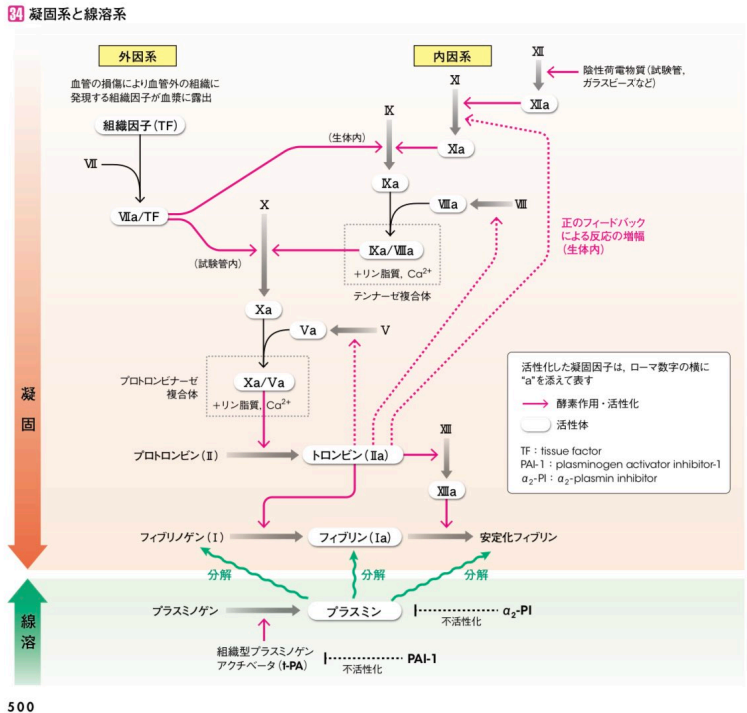 34 凝固系と線溶系
外因系
内因系
血管の損傷により血管外の組織に
発現する組織因子が血漿に露出
組織因子（TF）
Ⅶ
Ⅶa/TF
Ⅻ
陰性荷電物質（試験管，
ガラスビーズなど）
Ⅻa
Ⅺ
Ⅺa
Ⅸ
（生体内）
Ⅸa
Ⅷa
Ⅷ
Ⅸa/Ⅷa
＋リン脂質，Ca²⁺
テンナーゼ複合体
正のフィードバック
による反応の増幅
（生体内）
Ⅹ
（試験管内）
Ⅹa
Ⅴa
Ⅴ
プロトロンビナーゼ
複合体
Ⅹa/Ⅴa
＋リン脂質，Ca²⁺
活性化した凝固因子は，ローマ数字の横に
“a”を添えて表す
酵素作用・活性化
活性体
TF：tissue factor
PAI-1：plasminogen activator inhibitor-1
α₂-PI：α₂-plasmin inhibitor
凝固
プロトロンビン（Ⅱ）
トロンビン（Ⅱa）
XIII
XIIIa
フィブリノゲン（Ⅰ）
フィブリン（Ⅰa）
安定化フィブリン
分解
分解
分解
線溶
プラスミノゲン
プラスミン
α₂-PI
不活性化
組織型プラスミノゲン
アクチベータ（t-PA）
PAI-1
不活性化
500